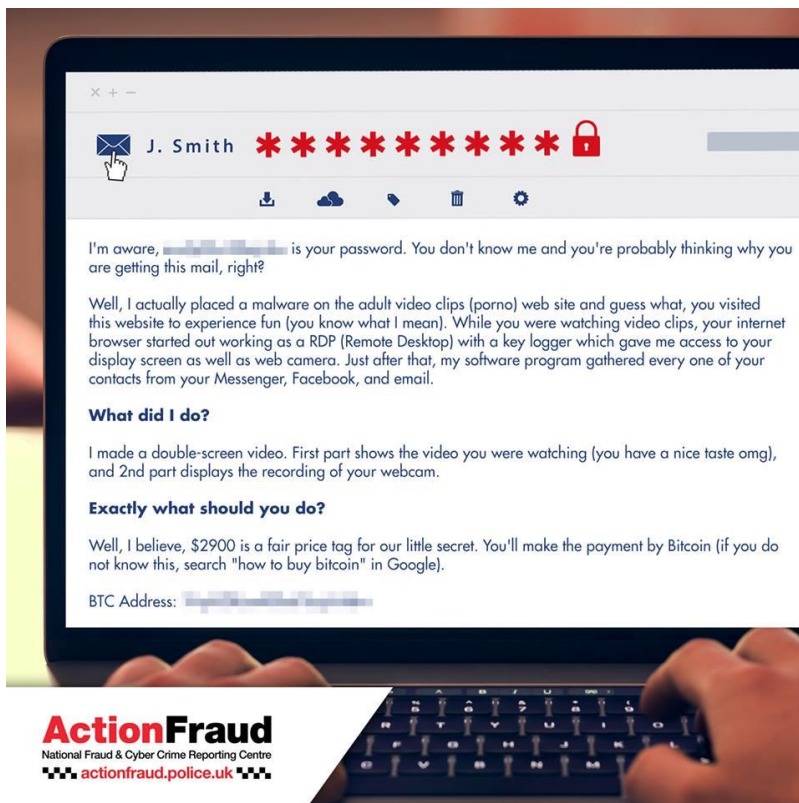 J. Smith *********
I'm aware, is your password. You don't know me and you're probably thinking why you
are getting this mail, right?
Well, I actually placed a malware on the adult video clips (porno) web site and guess what, you visited
this website to experience fun (you know what I mean). While you were watching video clips, your internet
browser started out working as a RDP (Remote Desktop) with a key logger which gave me access to your
display screen as well as web camera. Just after that, my software program gathered every one of your
contacts from your Messenger, Facebook, and email.
What did I do?
I made a double-screen video. First part shows the video you were watching (you have a nice taste omg),
and 2nd part displays the recording of your webcam.
Exactly what should you do?
Well, I believe, $2900 is a fair price tag for our little secret. You'll make the payment by Bitcoin (if you do
not know this, search "how to buy bitcoin" in Google).
BTC Address:
ActionFraud
National Fraud & Cyber Crime Reporting Centre
actionfraud.police.uk